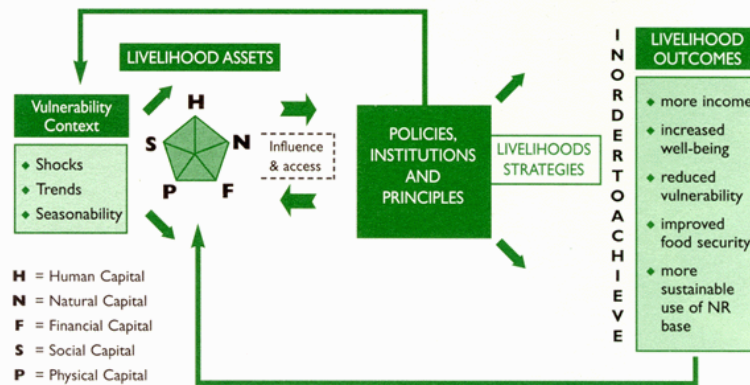 LIVELIHOOD ASSETS
Vulnerability
Context
◆ Shocks
◆ Trends
◆ Seasonability
H
S
N
P
F
Influence
& access
POLICIES,
INSTITUTIONS
AND
PRINCIPLES
LIVELIHOODS
STRATEGIES
INORDERTOACHIEVE
LIVELIHOOD
OUTCOMES
◆ more income
◆ increased
well-being
◆ reduced
vulnerability
◆ improved
food security
◆ more
sustainable
use of NR
base
H = Human Capital
N = Natural Capital
F = Financial Capital
S = Social Capital
P = Physical Capital